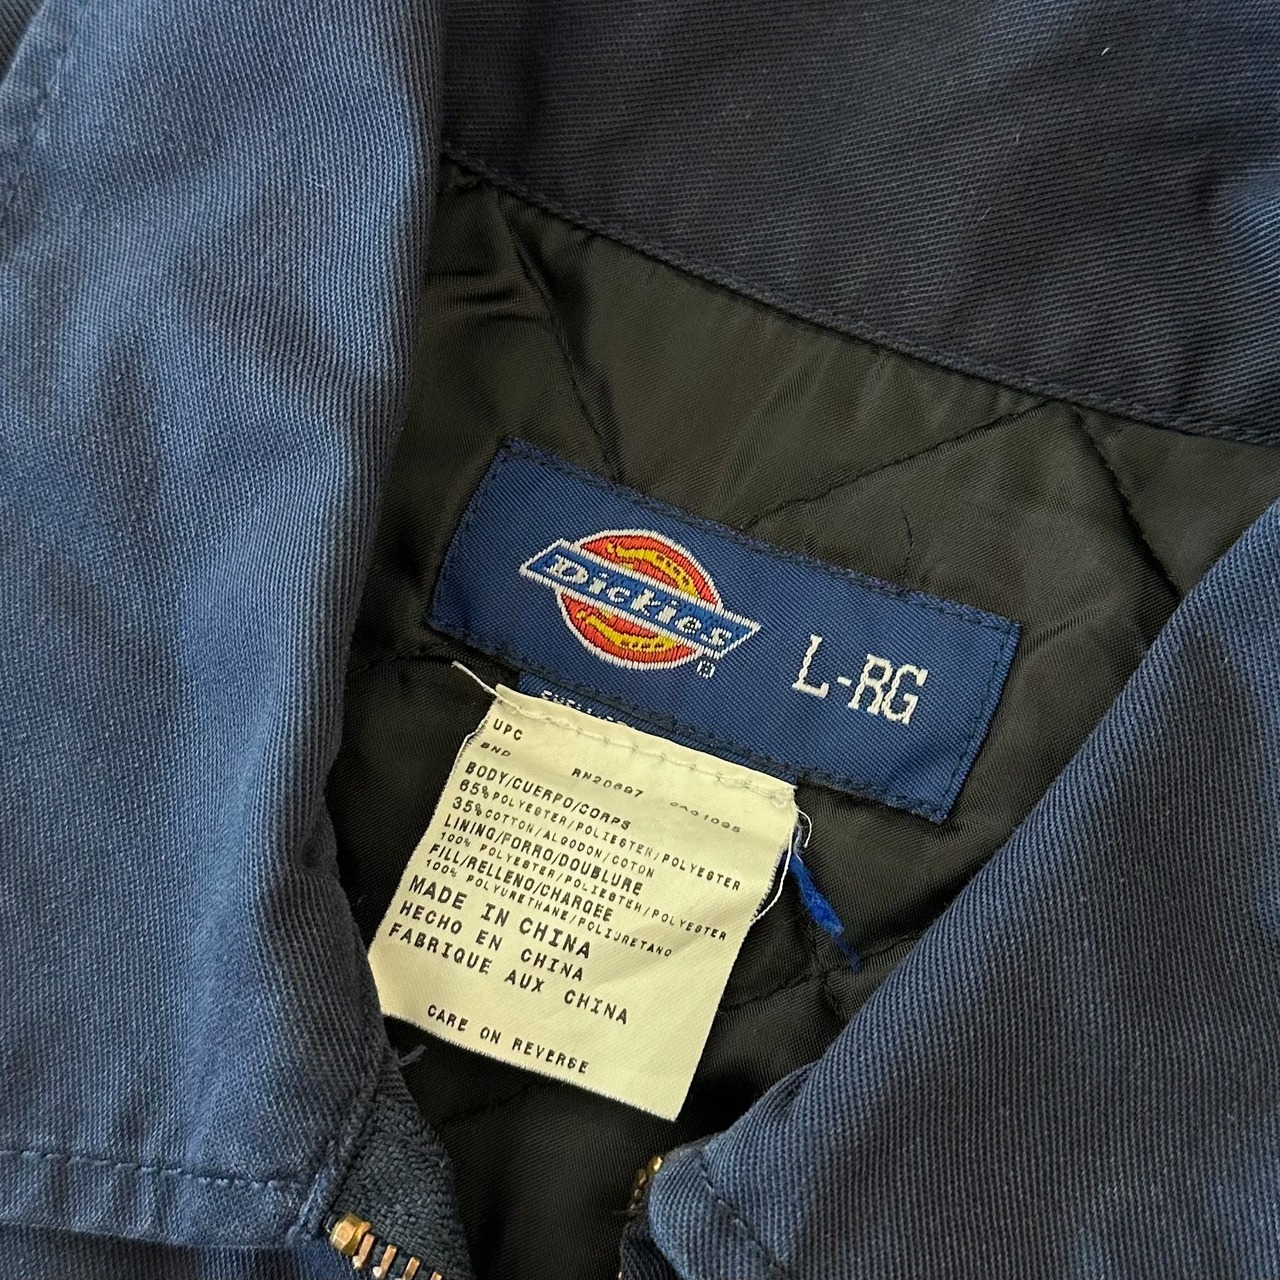 Dickies
®
L-RG
UPC
BND
RN20697
BODY/CUERPO/CORPS
65% POLYESTER/POLIESTER/POLYESTER
35% COTTON/ALGODON/COTON
LINING/FORRO/DOUBLURE
100% POLYESTER/POLIESTER/POLYESTER
FILL/RELLENO/CHARGEE
100% POLYURETHANE/POLIURETANO
MADE IN CHINA
HECHO EN CHINA
FABRIQUE AUX CHINA
CARE ON REVERSE